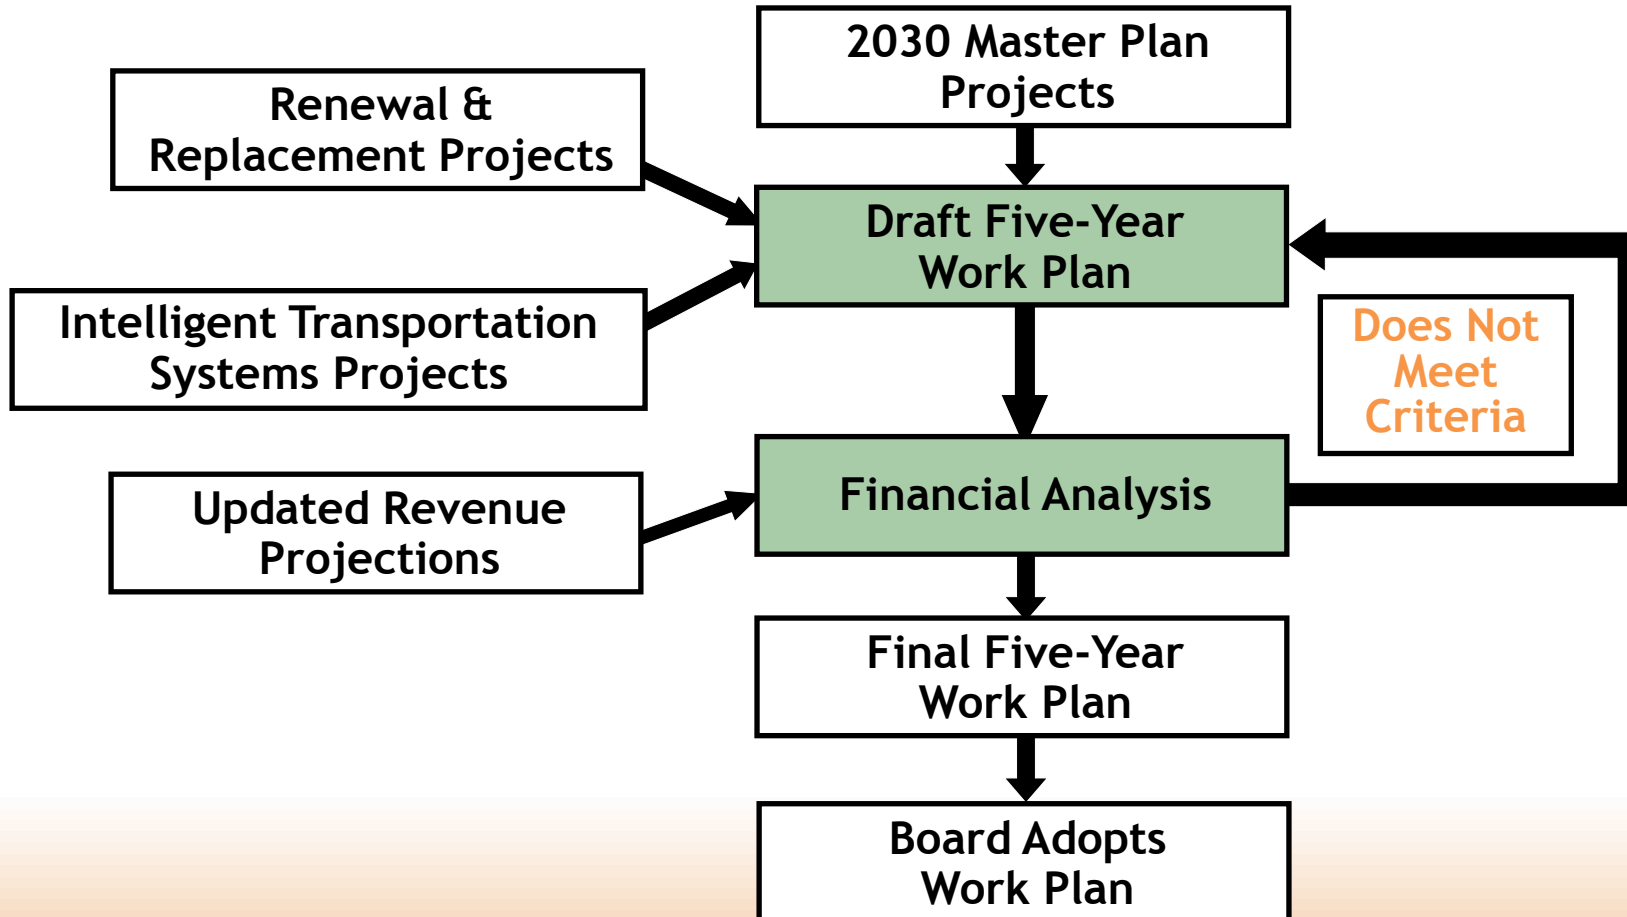 2030 Master Plan
Projects
Renewal &
Replacement Projects
Draft Five-Year
Work Plan
Intelligent Transportation
Systems Projects
Does Not
Meet
Criteria
Financial Analysis
Updated Revenue
Projections
Final Five-Year
Work Plan
Board Adopts
Work Plan